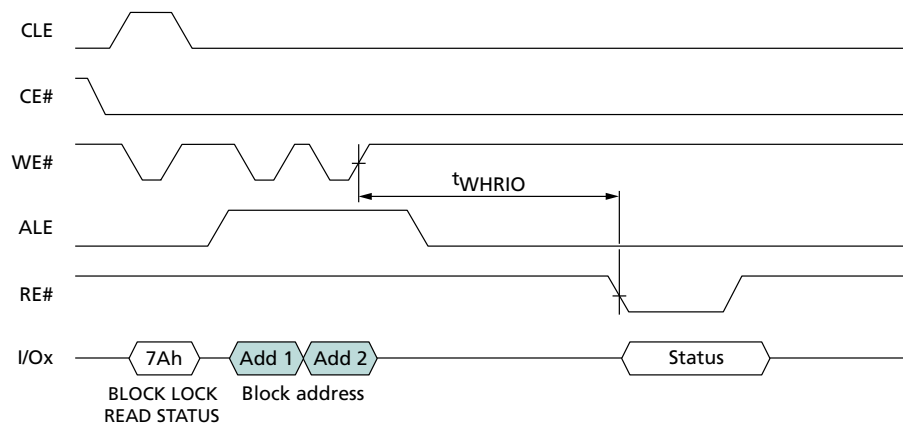 CLE
CE#
WE#
tWHRIO
ALE
RE#
I/Ox
7Ah
Add 1
Add 2
Status
BLOCK LOCK
READ STATUS
Block address